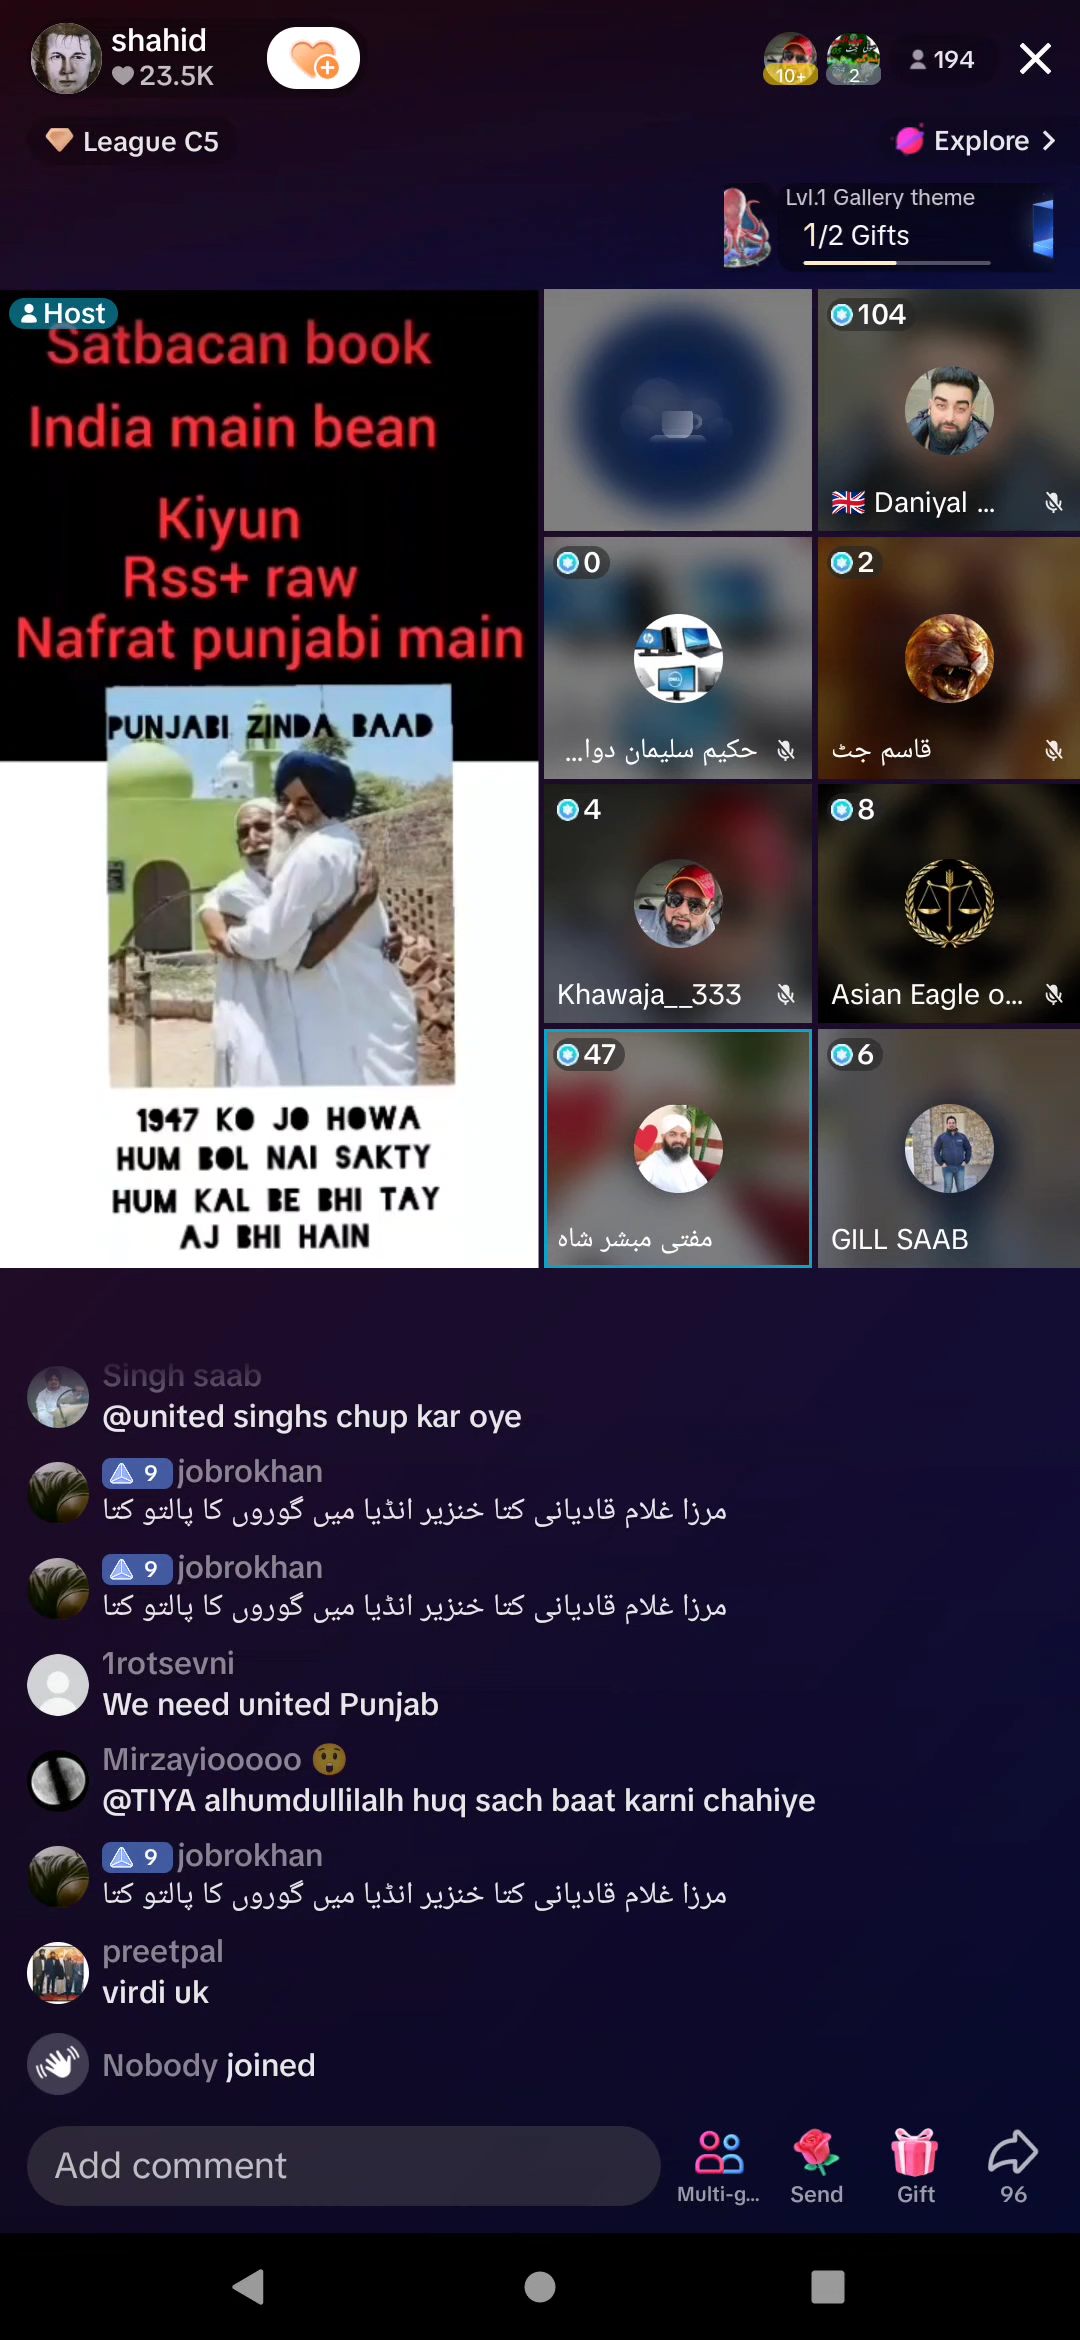 shahid
23.5K
10+
2
194
League C5
Explore
Lvl.1 Gallery theme
1/2 Gifts
Host
Satbacan book
India main bean
Kiyun
Rss+ raw
Nafrat punjabi main
PUNJABI ZINDA BAAD
1947 KO JO HOWA
HUM BOL NAI SAKTY
HUM KAL BE BHI TAY
AJ BHI HAIN
104
Daniyal ...
0
حکیم سلیمان دوا...
2
قاسم جٹ
4
Khawaja__333
8
Asian Eagle o...
47
مفتی مبشر شاہ
6
GILL SAAB
Singh saab
@united singhs chup kar oye
9 jobrokhan
مرزا غلام قادیانی کتا خنزیر انڈیا میں گوروں کا پالتو کتا
9 jobrokhan
مرزا غلام قادیانی کتا خنزیر انڈیا میں گوروں کا پالتو کتا
1rotsevni
We need united Punjab
Mirzayiooooo
@TIYA alhumdullilalh huq sach baat karni chahiye
9 jobrokhan
مرزا غلام قادیانی کتا خنزیر انڈیا میں گوروں کا پالتو کتا
preetpal
virdi uk
Nobody joined
Add comment
Multi-g...
Send
Gift
96